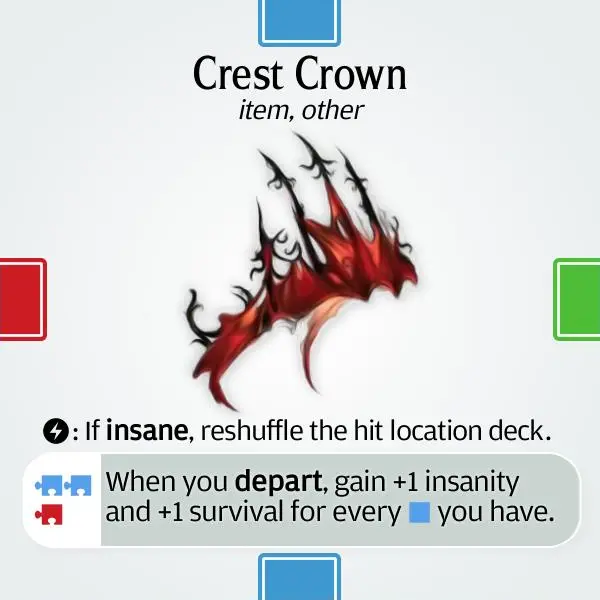 Crest Crown
item, other
: If insane, reshuffle the hit location deck.
When you depart, gain +1 insanity
and +1 survival for every you have.